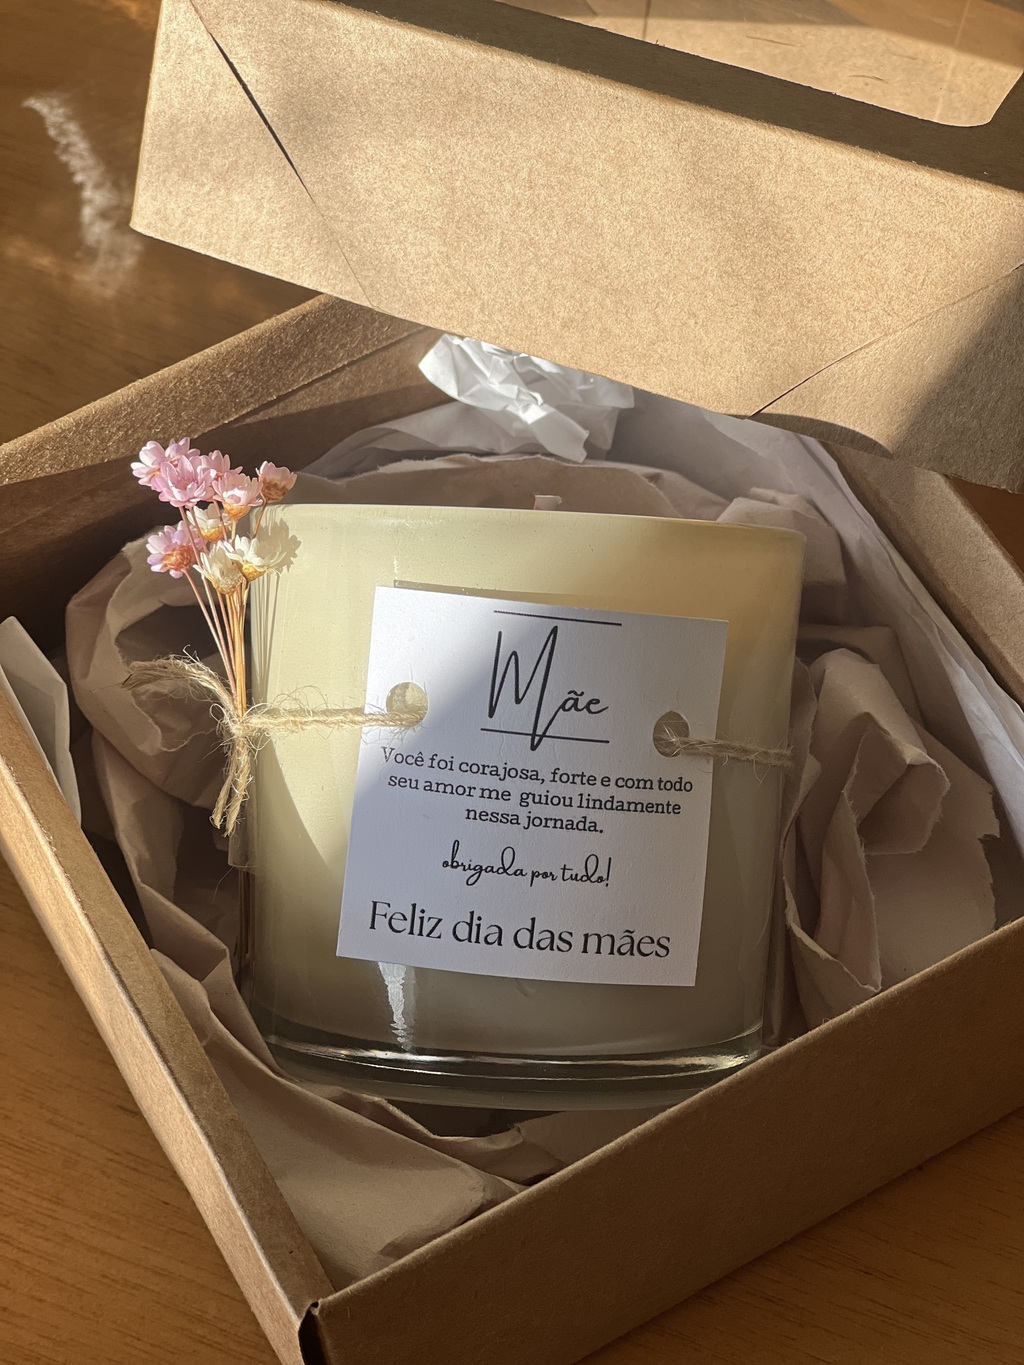 Mãe
Você foi corajosa, forte e com todo
seu amor me guiou lindamente
nessa jornada.
obrigada por tudo!
Feliz dia das mães